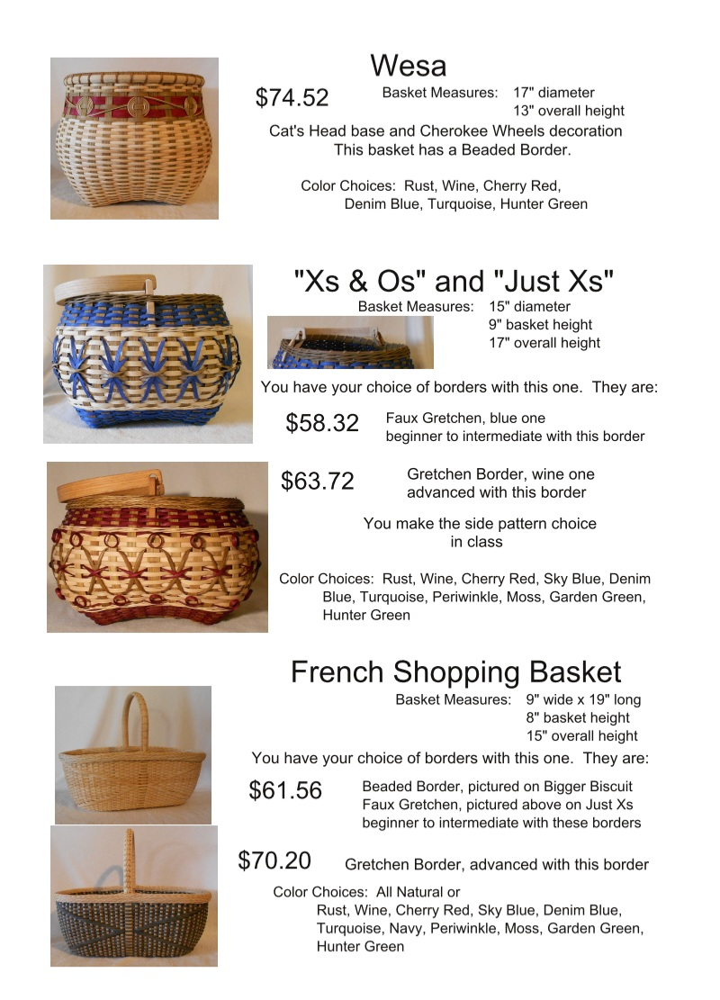 Wesa
$74.52
Basket Measures: 17" diameter
13" overall height
Cat's Head base and Cherokee Wheels decoration
This basket has a Beaded Border.
Color Choices: Rust, Wine, Cherry Red,
Denim Blue, Turquoise, Hunter Green
"Xs & Os" and "Just Xs"
Basket Measures: 15" diameter
9" basket height
17" overall height
You have your choice of borders with this one. They are:
$58.32
Faux Gretchen, blue one
beginner to intermediate with this border
$63.72
Gretchen Border, wine one
advanced with this border
You make the side pattern choice
in class
Color Choices: Rust, Wine, Cherry Red, Sky Blue, Denim
Blue, Turquoise, Periwinkle, Moss, Garden Green,
Hunter Green
French Shopping Basket
Basket Measures: 9" wide x 19" long
8" basket height
15" overall height
You have your choice of borders with this one. They are:
$61.56
Beaded Border, pictured on Bigger Biscuit
Faux Gretchen, pictured above on Just Xs
beginner to intermediate with these borders
$70.20
Gretchen Border, advanced with this border
Color Choices: All Natural or
Rust, Wine, Cherry Red, Sky Blue, Denim Blue,
Turquoise, Navy, Periwinkle, Moss, Garden Green,
Hunter Green